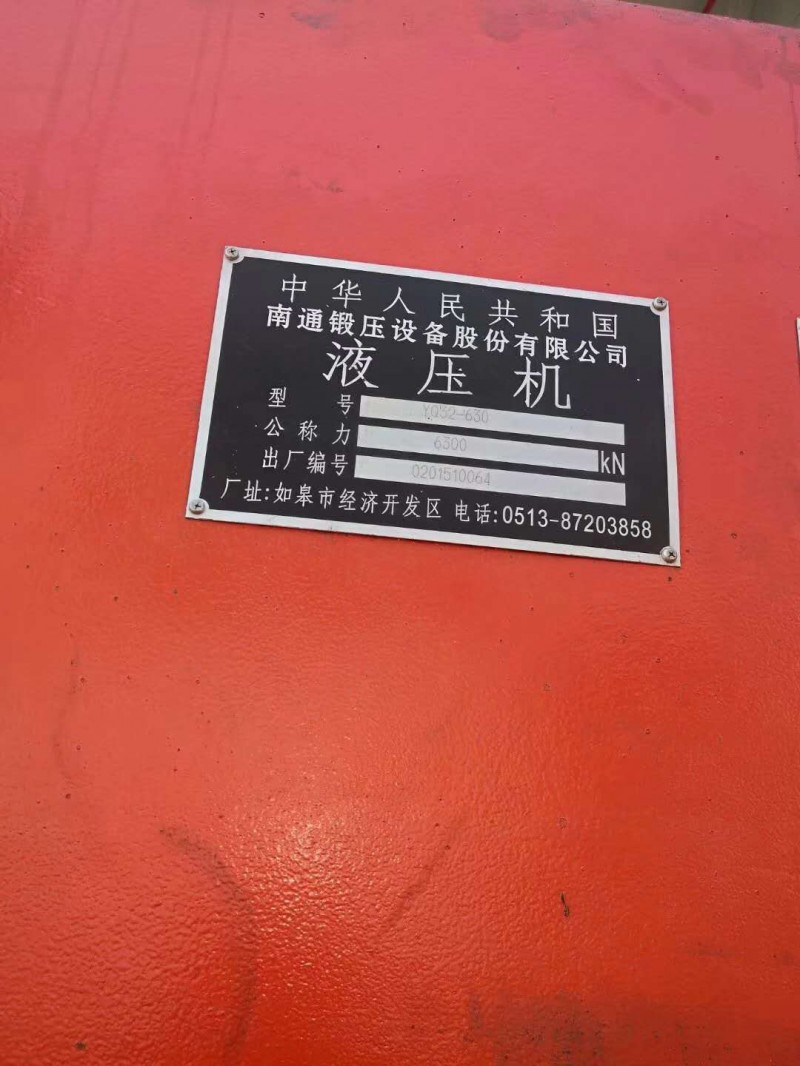 中华人民共和国
南通锻压设备股份有限公司
液压机
型号 YQ32-630
公称力 6300 kN
出厂编号 0201510064
厂址:如皋市经济开发区 电话:0513-87203858